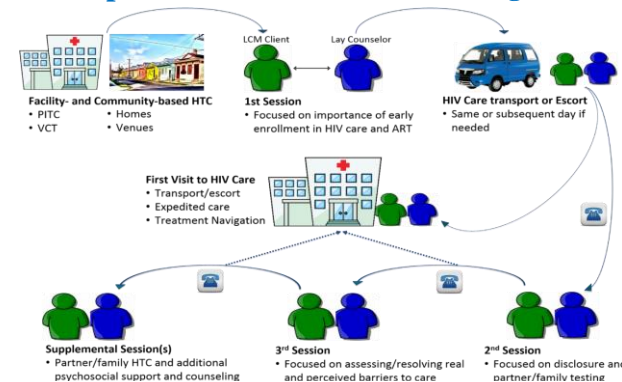 LCM Client
Lay Counselor
Facility- and Community-based HTC
• PITC
• VCT
• Homes
• Venues
1st Session
• Focused on importance of early
enrollment in HIV care and ART
HIV Care transport or Escort
• Same or subsequent day if
needed
First Visit to HIV Care
• Transport/escort
• Expedited care
• Treatment Navigation
Supplemental Session(s)
• Partner/family HTC and additional
psychosocial support and counseling
3rd Session
• Focused on assessing/resolving real
and perceived barriers to care
2nd Session
• Focused on disclosure and
partner/family testing